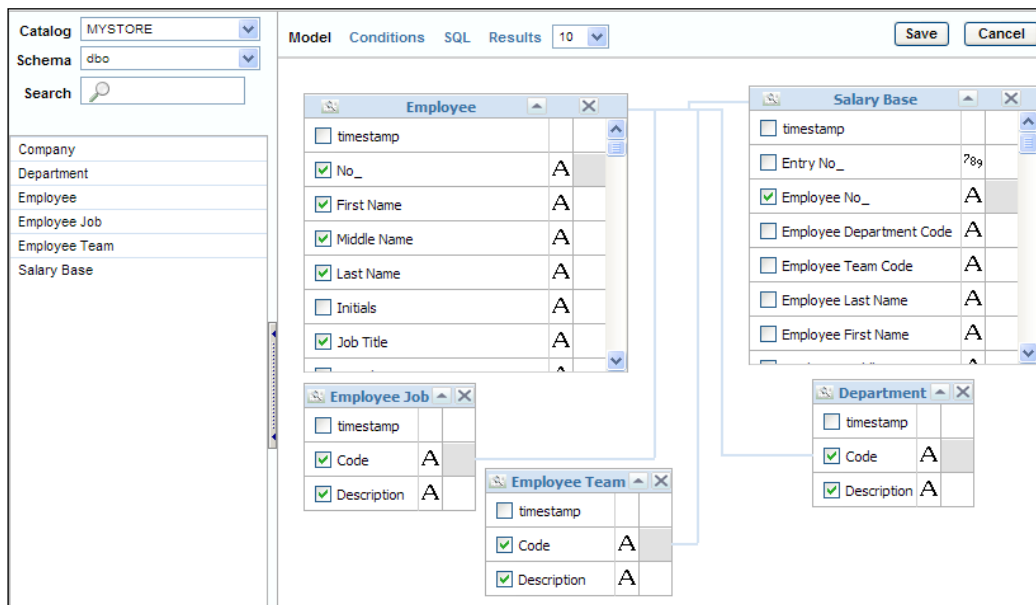 Catalog MYSTORE
Schema dbo
Search
Company
Department
Employee
Employee Job
Employee Team
Salary Base
Model Conditions SQL Results 10 Save Cancel
Employee
timestamp
No_ A
First Name A
Middle Name A
Last Name A
Initials A
Job Title A
Salary Base
timestamp
Entry No_ 789
Employee No_ A
Employee Department Code A
Employee Team Code A
Employee Last Name A
Employee First Name A
Employee Job
timestamp
Code A
Description A
Employee Team
timestamp
Code A
Description A
Department
timestamp
Code A
Description A